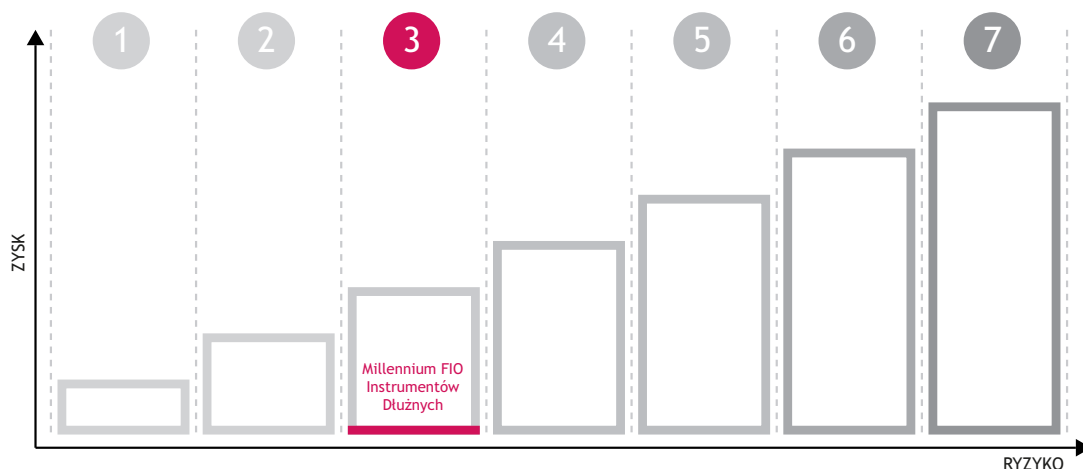 1 2 3 4 5 6 7
ZYSK
Millennium FIO
Instrumentów
Dłużnych
RYZYKO